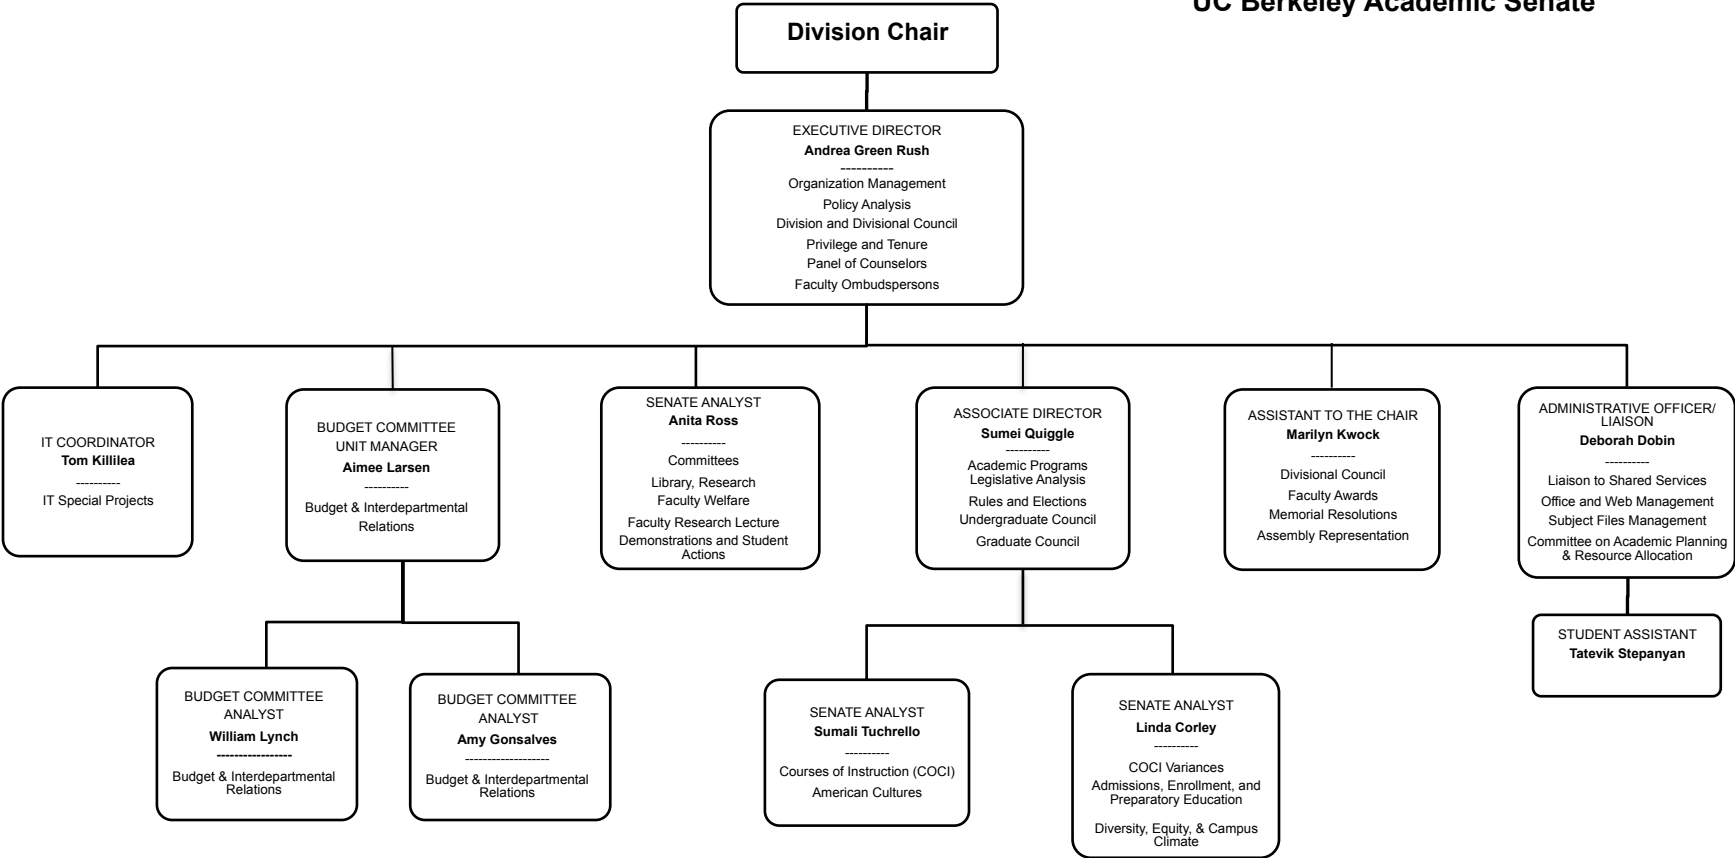 UC Berkeley Academic Senate
Division Chair
EXECUTIVE DIRECTOR
Andrea Green Rush
----------
Organization Management
Policy Analysis
Division and Divisional Council
Privilege and Tenure
Panel of Counselors
Faculty Ombudspersons
IT COORDINATOR
Tom Killilea
----------
IT Special Projects
BUDGET COMMITTEE
UNIT MANAGER
Aimee Larsen
----------
Budget & Interdepartmental
Relations
SENATE ANALYST
Anita Ross
----------
Committees
Library, Research
Faculty Welfare
Faculty Research Lecture
Demonstrations and Student
Actions
ASSOCIATE DIRECTOR
Sumei Quiggle
----------
Academic Programs
Legislative Analysis
Rules and Elections
Undergraduate Council
Graduate Council
ASSISTANT TO THE CHAIR
Marilyn Kwock
----------
Divisional Council
Faculty Awards
Memorial Resolutions
Assembly Representation
ADMINISTRATIVE OFFICER/
LIAISON
Deborah Dobin
----------
Liaison to Shared Services
Office and Web Management
Subject Files Management
Committee on Academic Planning
& Resource Allocation
BUDGET COMMITTEE
ANALYST
William Lynch
-----------------
Budget & Interdepartmental
Relations
BUDGET COMMITTEE
ANALYST
Amy Gonsalves
-------------------
Budget & Interdepartmental
Relations
SENATE ANALYST
Sumali Tuchrello
----------
Courses of Instruction (COCI)
American Cultures
SENATE ANALYST
Linda Corley
----------
COCI Variances
Admissions, Enrollment, and
Preparatory Education
Diversity, Equity, & Campus
Climate
STUDENT ASSISTANT
Tatevik Stepanyan